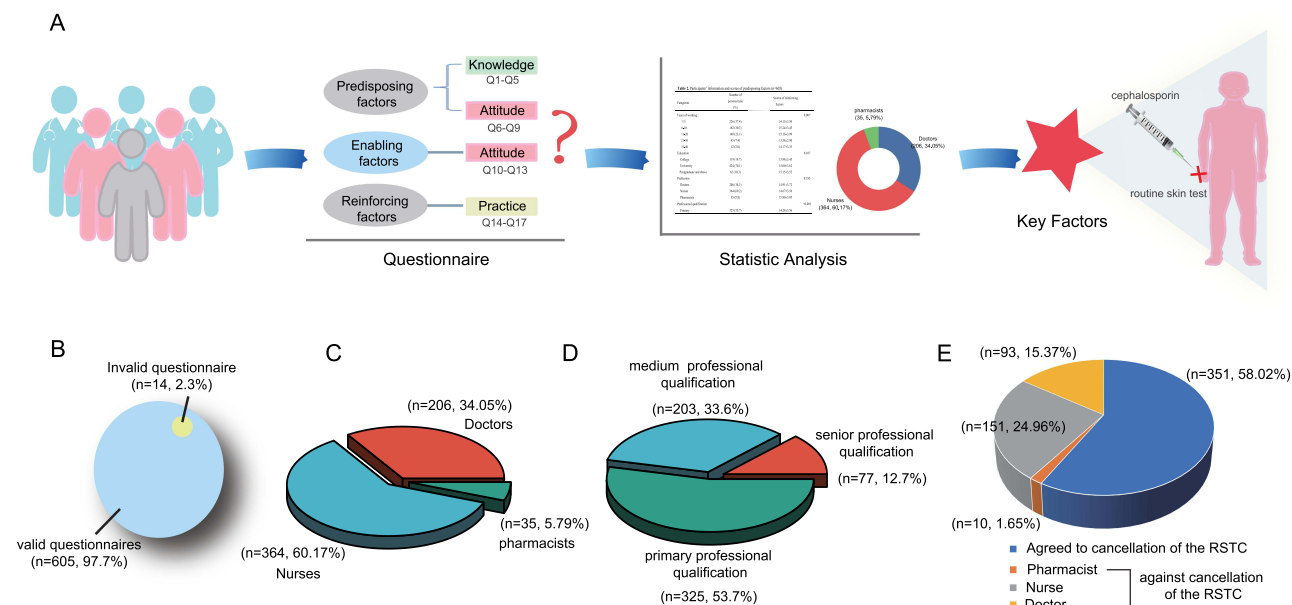 A
Predisposing
factors
Knowledge
Q1-Q5
Attitude
Q6-Q9
?
Enabling
factors
Attitude
Q10-Q13
Reinforcing
factors
Practice
Q14-Q17
Questionnaire
pharmacists
(35, 5,79%)
Doctors
(206, 34,05%)
Nurses
(364, 60,17%)
Statistic Analysis
Key Factors
cephalosporin
routine skin test
B
Invalid questionnaire
(n=14, 2.3%)
valid questionnaires
(n=605, 97.7%)
C
(n=206, 34.05%)
Doctors
(n=35, 5.79%)
pharmacists
(n=364, 60.17%)
Nurses
D
medium professional
qualification
(n=203, 33.6%)
senior professional
qualification
(n=77, 12.7%)
primary professional
qualification
(n=325, 53.7%)
E
(n=93, 15.37%)
(n=351, 58.02%)
(n=151, 24.96%)
(n=10, 1.65%)
Agreed to cancellation of the RSTC
Pharmacist
Nurse
Doctor
against cancellation
of the RSTC